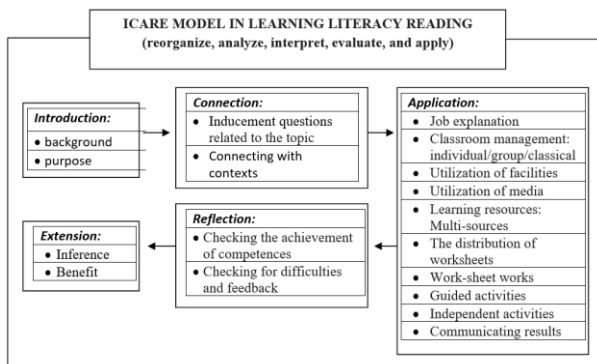 ICARE MODEL IN LEARNING LITERACY READING
(reorganize, analyze, interpret, evaluate, and apply)
Introduction:
• background
• purpose
Connection:
• Inducement questions
related to the topic
• Connecting with
contexts
Application:
• Job explanation
• Classroom management:
individual/group/classical
• Utilization of facilities
• Utilization of media
• Learning resources:
Multi-sources
• The distribution of
worksheets
• Work-sheet works
• Guided activities
• Independent activities
• Communicating results
Reflection:
• Checking the achievement
of competences
• Checking for difficulties
and feedback
Extension:
• Inference
• Benefit